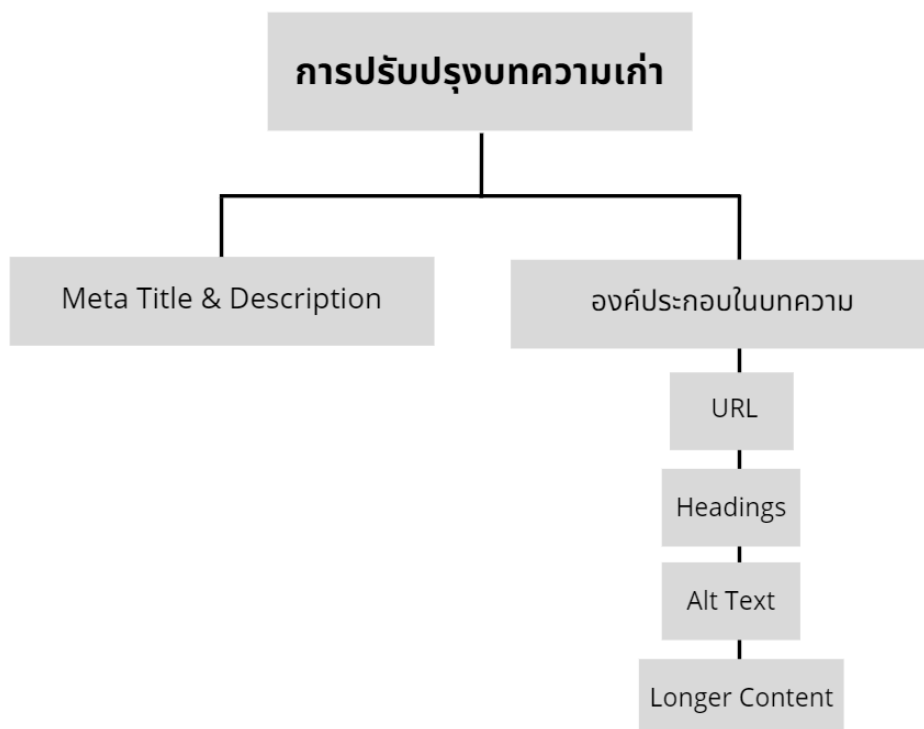 การปรับปรุงบทความเก่า
Meta Title & Description
องค์ประกอบในบทความ
URL
Headings
Alt Text
Longer Content